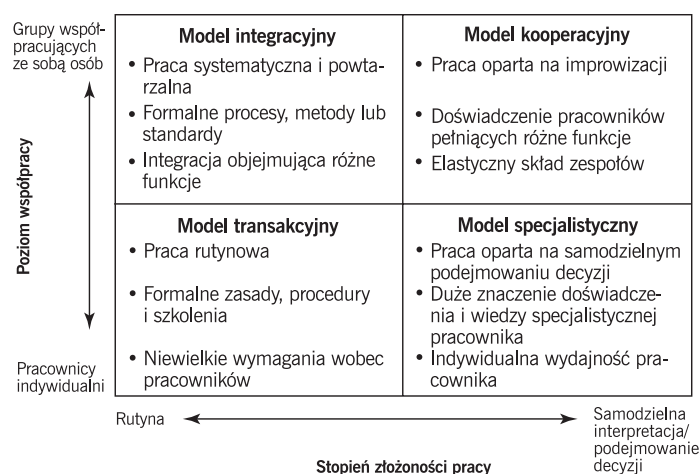 Grupy współ-
pracujących
ze sobą osób
Poziom współpracy
Pracownicy
indywidualni
Model integracyjny
• Praca systematyczna i powta-
rzalna
• Formalne procesy, metody lub
standardy
• Integracja obejmująca różne
funkcje
Model kooperacyjny
• Praca oparta na improwizacji
• Doświadczenie pracowników
pełniących różne funkcje
• Elastyczny skład zespołów
Model transakcyjny
• Praca rutynowa
• Formalne zasady, procedury
i szkolenia
• Niewielkie wymagania wobec
pracowników
Model specjalistyczny
• Praca oparta na samodzielnym
podejmowaniu decyzji
• Duże znaczenie doświadcze-
nia i wiedzy specjalistycznej
pracownika
• Indywidualna wydajność pra-
cownika
Rutyna
Samodzielna
interpretacja/
podejmowanie
decyzji
Stopień złożoności pracy